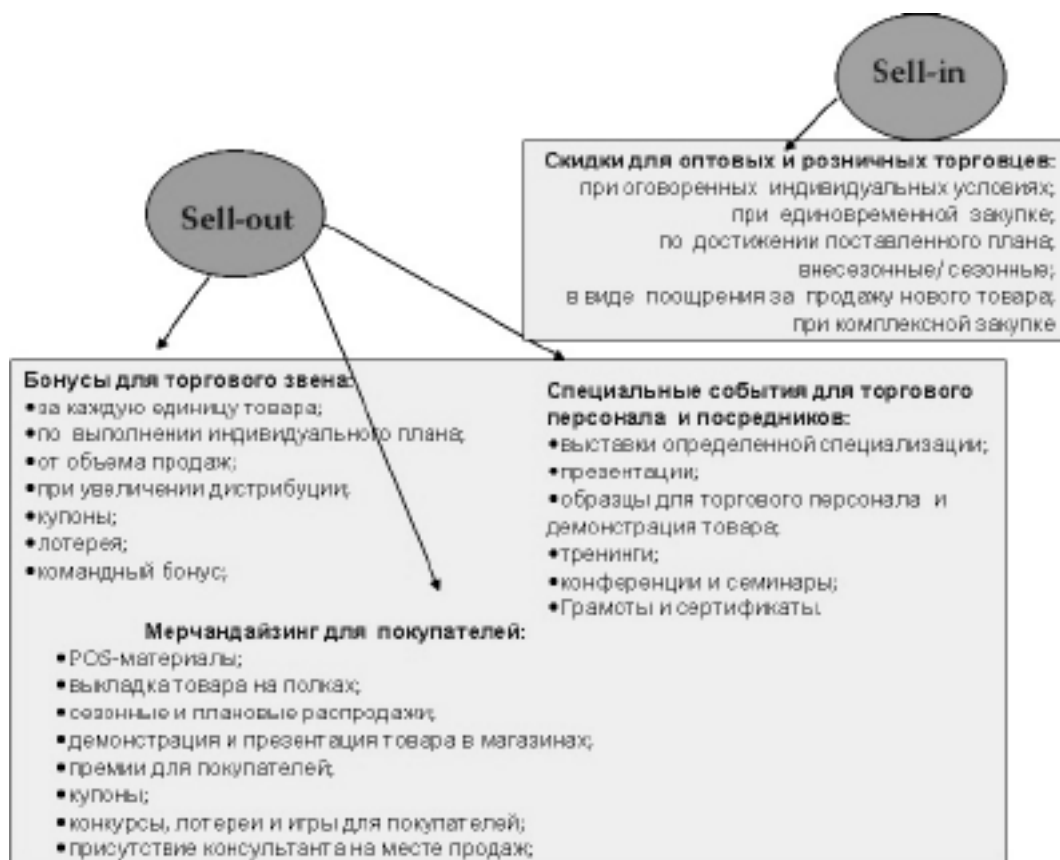 Sell-in
Скидки для оптовых и розничных торговцев:
при оговоренных индивидуальных условиях;
при единовременной закупке;
по достижении поставленного плана;
внесезонные/ сезонные;
в виде поощрения за продажу нового товара;
при комплексной закупке
Sell-out
Бонусы для торгового звена:
•за каждую единицу товара;
•по выполнении индивидуального плана;
•от объема продаж;
•при увеличении дистрибуции;
•купоны;
•лотерея;
•командный бонус;
Специальные события для торгового
персонала и посредников:
•выставки определенной специализации;
•презентации;
•образцы для торгового персонала и
демонстрация товара;
•тренинги;
•конференции и семинары;
•Грамоты и сертификаты.
Мерчандайзинг для покупателей:
•POS-материалы;
•выкладка товара на полках;
•сезонные и плановые распродажи;
•демонстрация и презентация товара в магазинах;
•премии для покупателей;
•купоны;
•конкурсы, лотереи и игры для покупателей;
•присутствие консультанта на месте продаж;